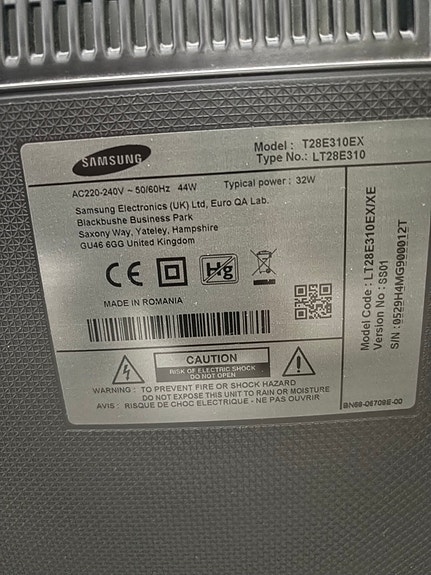 SAMSUNG
Model : T28E310EX
Type No.: LT28E310
AC220-240V ~ 50/60Hz 44W Typical power : 32W
Samsung Electronics (UK) Ltd, Euro QA Lab.
Blackbushe Business Park
Saxony Way, Yateley, Hampshire
GU46 6GG United Kingdom
CE
Hg
MADE IN ROMANIA
CAUTION
RISK OF ELECTRIC SHOCK
DO NOT OPEN
WARNING : TO PREVENT FIRE OR SHOCK HAZARD
DO NOT EXPOSE THIS UNIT TO RAIN OR MOISTURE
AVIS : RISQUE DE CHOC ELECTRIQUE - NE PAS OUVRIR
Model Code : LT28E310EX/XE
Version No : SS01
S/N : 0529H4MG900012T
BN68-06708E-00